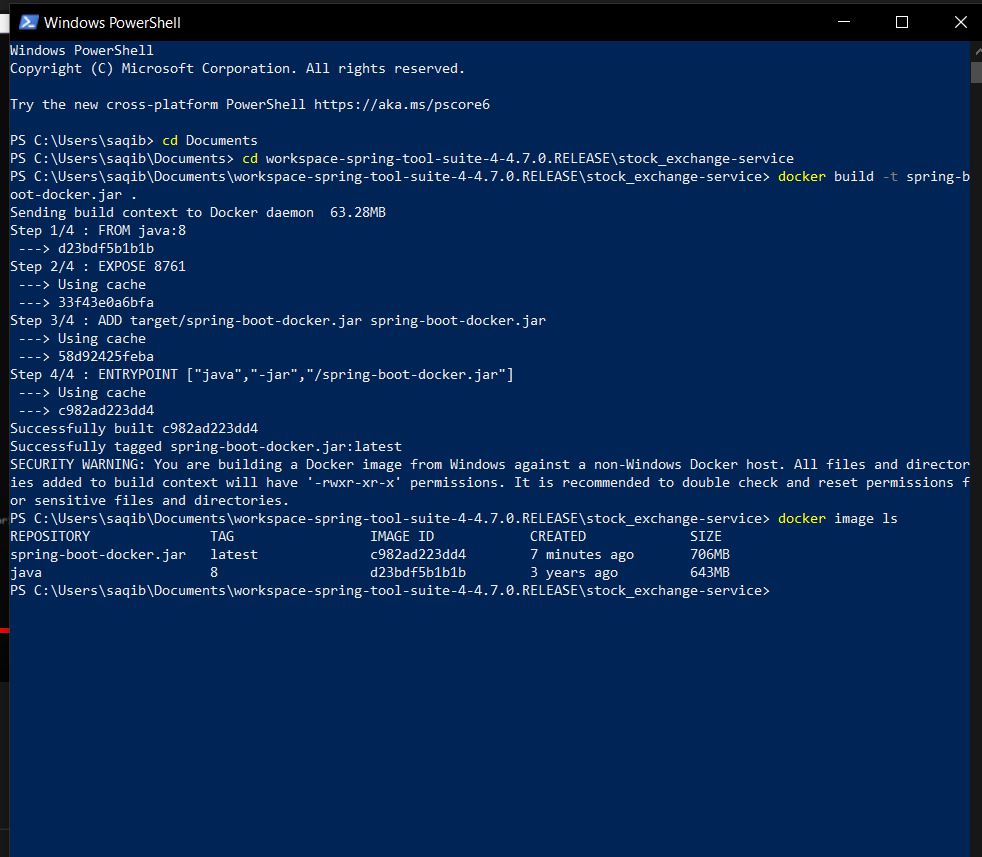 Windows PowerShell
Windows PowerShell
Copyright (C) Microsoft Corporation. All rights reserved.
Try the new cross-platform PowerShell https://aka.ms/pscore6
PS C:\Users\saqib> cd Documents
PS C:\Users\saqib\Documents> cd workspace-spring-tool-suite-4-4.7.0.RELEASE\stock_exchange-service
PS C:\Users\saqib\Documents\workspace-spring-tool-suite-4-4.7.0.RELEASE\stock_exchange-service> docker build -t spring-b
oot-docker.jar .
Sending build context to Docker daemon  63.28MB
Step 1/4 : FROM java:8
 ---> d23bdf5b1b1b
Step 2/4 : EXPOSE 8761
 ---> Using cache
 ---> 33f43e0a6bfa
Step 3/4 : ADD target/spring-boot-docker.jar spring-boot-docker.jar
 ---> Using cache
 ---> 58d92425feba
Step 4/4 : ENTRYPOINT ["java","-jar","/spring-boot-docker.jar"]
 ---> Using cache
 ---> c982ad223dd4
Successfully built c982ad223dd4
Successfully tagged spring-boot-docker.jar:latest
SECURITY WARNING: You are building a Docker image from Windows against a non-Windows Docker host. All files and director
ies added to build context will have '-rwxr-xr-x' permissions. It is recommended to double check and reset permissions f
or sensitive files and directories.
PS C:\Users\saqib\Documents\workspace-spring-tool-suite-4-4.7.0.RELEASE\stock_exchange-service> docker image ls
REPOSITORY               TAG                 IMAGE ID            CREATED             SIZE
spring-boot-docker.jar   latest              c982ad223dd4        7 minutes ago       706MB
java                     8                   d23bdf5b1b1b        3 years ago         643MB
PS C:\Users\saqib\Documents\workspace-spring-tool-suite-4-4.7.0.RELEASE\stock_exchange-service>